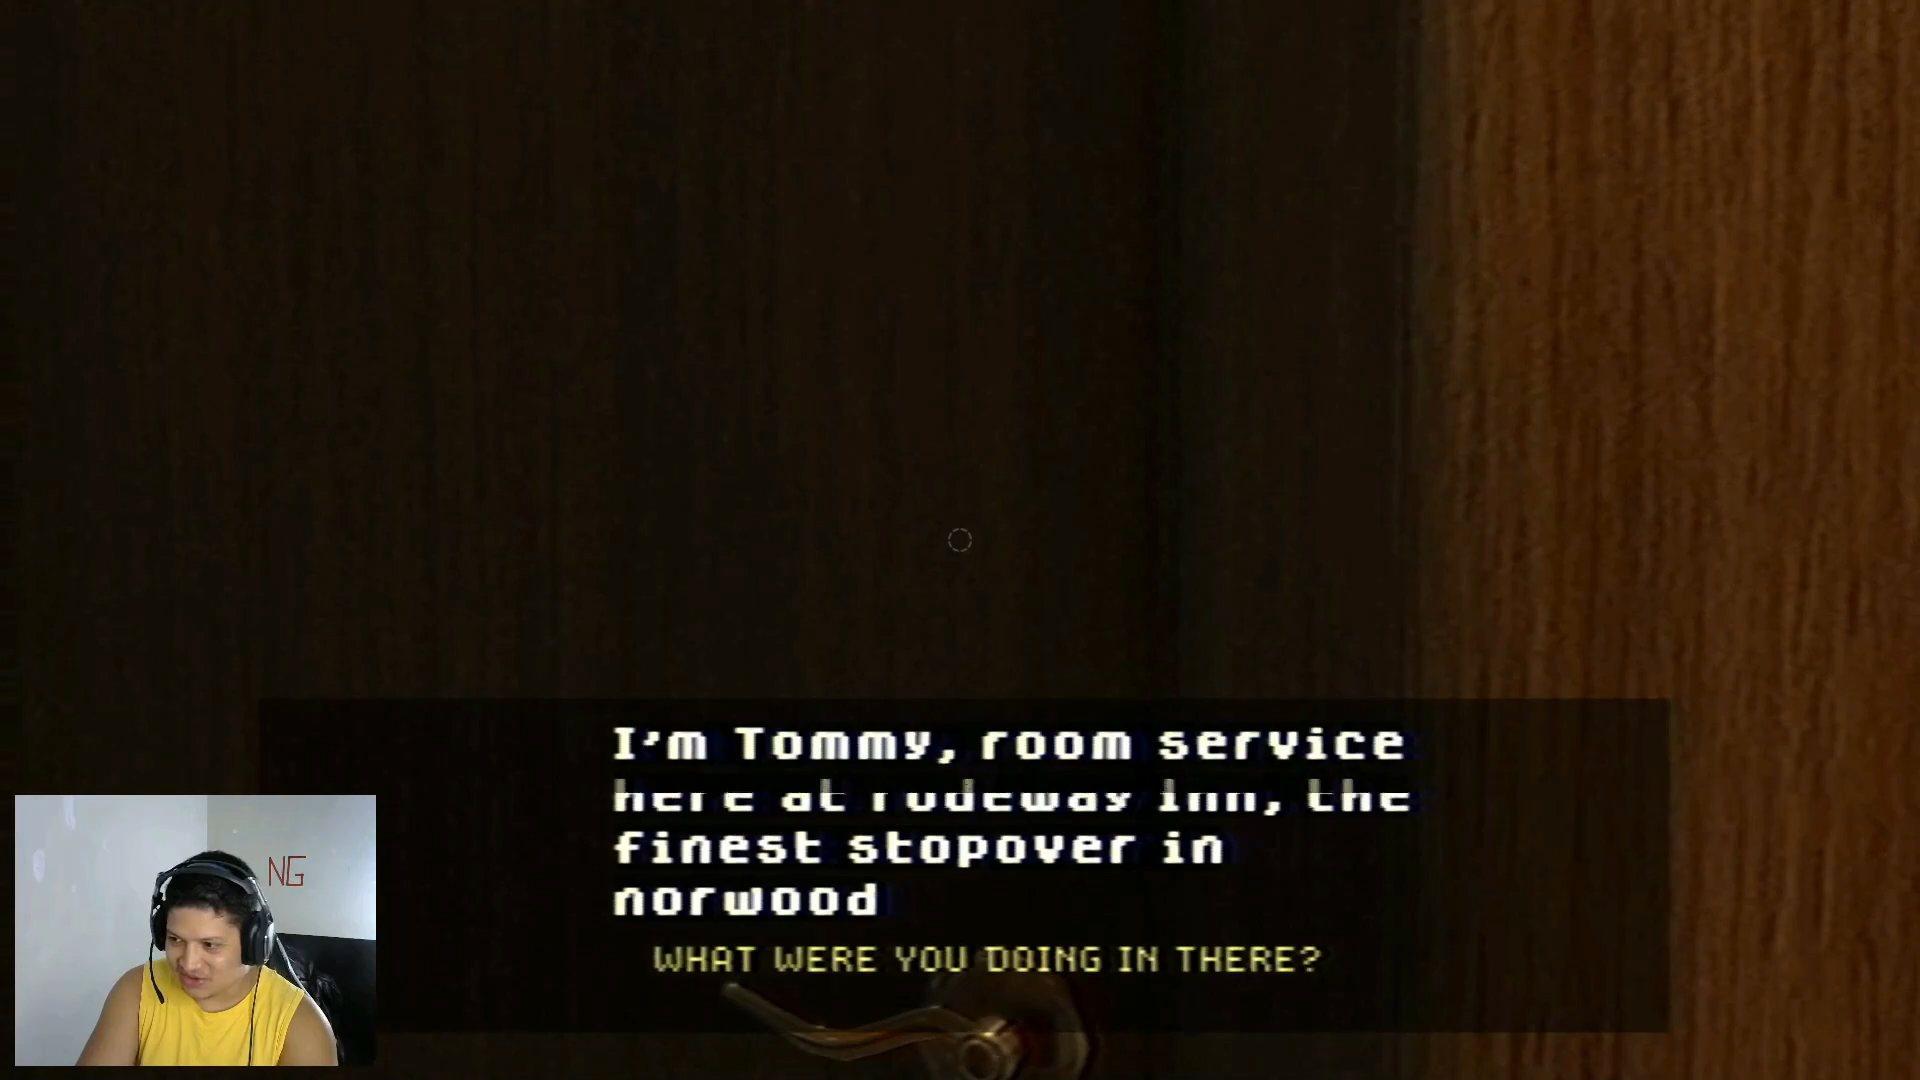 I'm Tommy, room service
here at rodeway inn, the
finest stopover in
norwood
WHAT WERE YOU DOING IN THERE?
NG